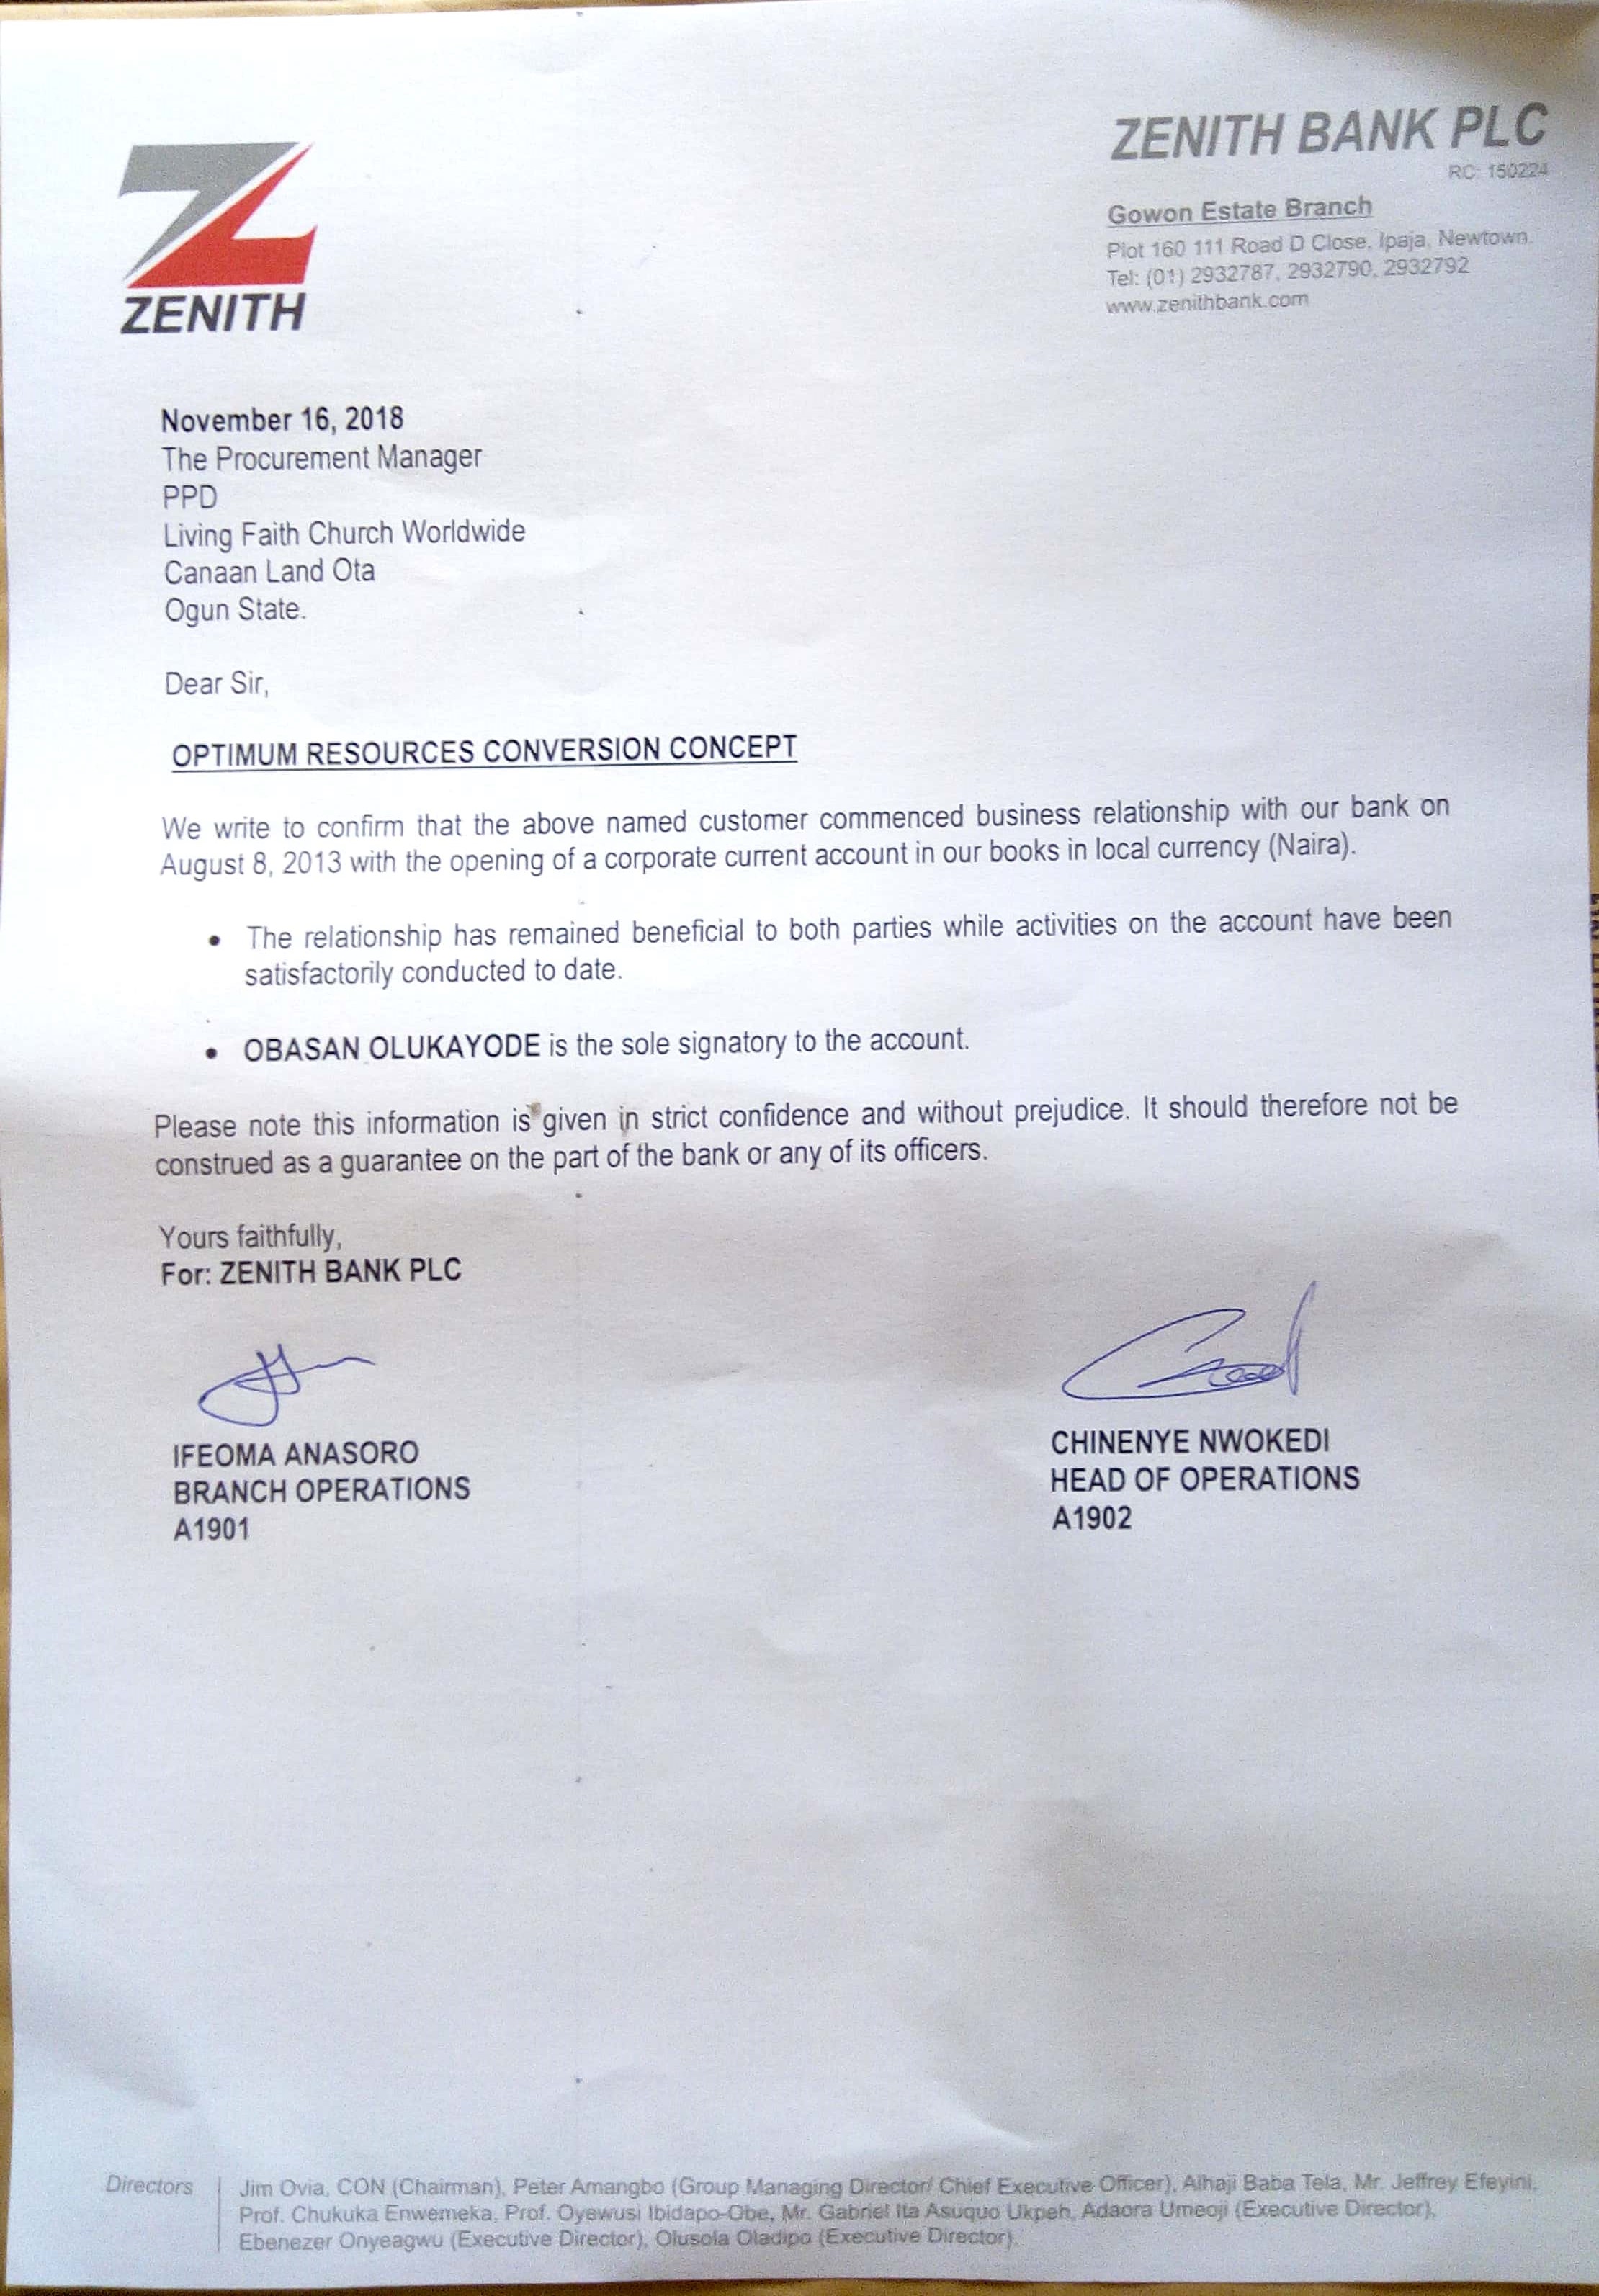 ZENITH
ZENITH BANK PLC
RC: 150224
Gowon Estate Branch
Plot 160 111 Road D Close, Ipaja, Newtown.
Tel: (01) 2932787, 2932790, 2932792
www.zenithbank.com
November 16, 2018
The Procurement Manager
PPD
Living Faith Church Worldwide
Canaan Land Ota
Ogun State.
Dear Sir,
OPTIMUM RESOURCES CONVERSION CONCEPT
We write to confirm that the above named customer commenced business relationship with our bank on
August 8, 2013 with the opening of a corporate current account in our books in local currency (Naira).
• The relationship has remained beneficial to both parties while activities on the account have been
satisfactorily conducted to date.
• OBASAN OLUKAYODE is the sole signatory to the account.
Please note this information is given in strict confidence and without prejudice. It should therefore not be
construed as a guarantee on the part of the bank or any of its officers.
Yours faithfully,
For: ZENITH BANK PLC
IFEOMA ANASORO
BRANCH OPERATIONS
A1901
CHINENYE NWOKEDI
HEAD OF OPERATIONS
A1902
Directors
Jim Ovia, CON (Chairman), Peter Amangbo (Group Managing Director/ Chief Executive Officer), Alhaji Baba Tela, Mr. Jeffrey Efeyini,
Prof. Chukuka Enwemeka, Prof. Oyewusi Ibidapo-Obe, Mr. Gabriel Ita Asuquo Ukpeh, Adaora Umeoji (Executive Director),
Ebenezer Onyeagwu (Executive Director), Olusola Oladipo (Executive Director).